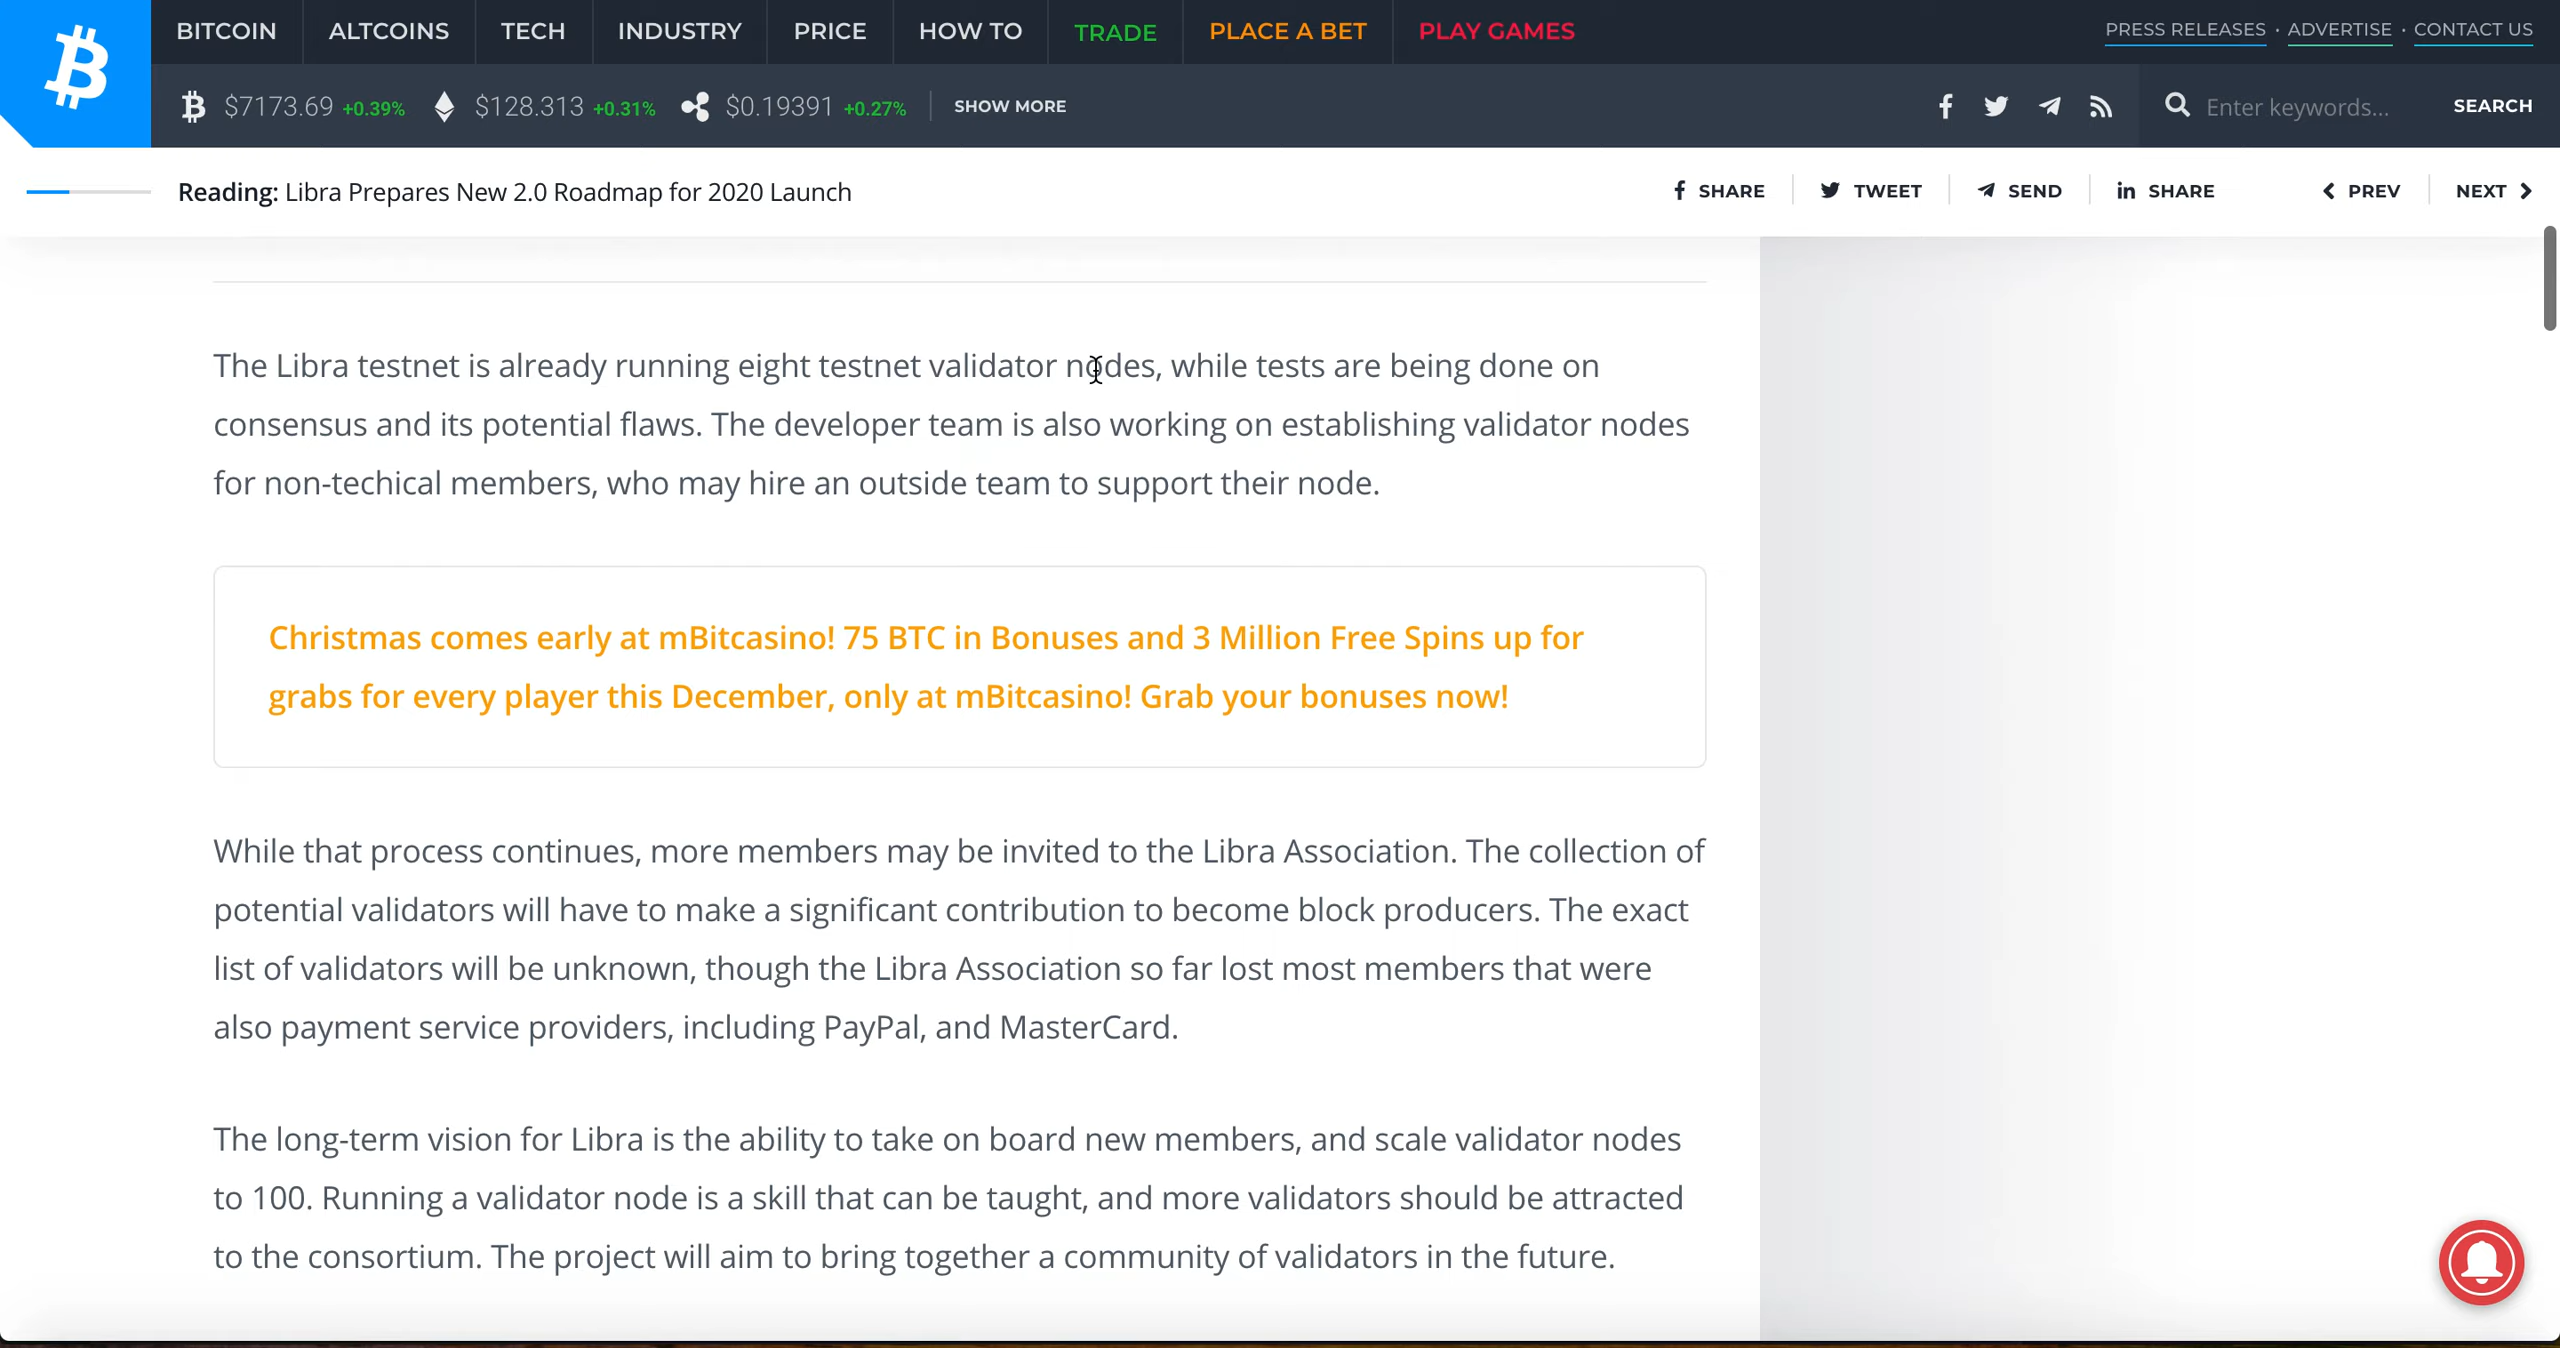 BITCOIN ALTCOINS TECH INDUSTRY PRICE HOW TO TRADE PLACE A BET PLAY GAMES PRESS RELEASES · ADVERTISE · CONTACT US
$7173.69 +0.39% $128.313 +0.31% $0.19391 +0.27% SHOW MORE Enter keywords... SEARCH
Reading: Libra Prepares New 2.0 Roadmap for 2020 Launch SHARE TWEET SEND SHARE PREV NEXT
The Libra testnet is already running eight testnet validator nodes, while tests are being done on
consensus and its potential flaws. The developer team is also working on establishing validator nodes
for non-techical members, who may hire an outside team to support their node.
Christmas comes early at mBitcasino! 75 BTC in Bonuses and 3 Million Free Spins up for
grabs for every player this December, only at mBitcasino! Grab your bonuses now!
While that process continues, more members may be invited to the Libra Association. The collection of
potential validators will have to make a significant contribution to become block producers. The exact
list of validators will be unknown, though the Libra Association so far lost most members that were
also payment service providers, including PayPal, and MasterCard.
The long-term vision for Libra is the ability to take on board new members, and scale validator nodes
to 100. Running a validator node is a skill that can be taught, and more validators should be attracted
to the consortium. The project will aim to bring together a community of validators in the future.